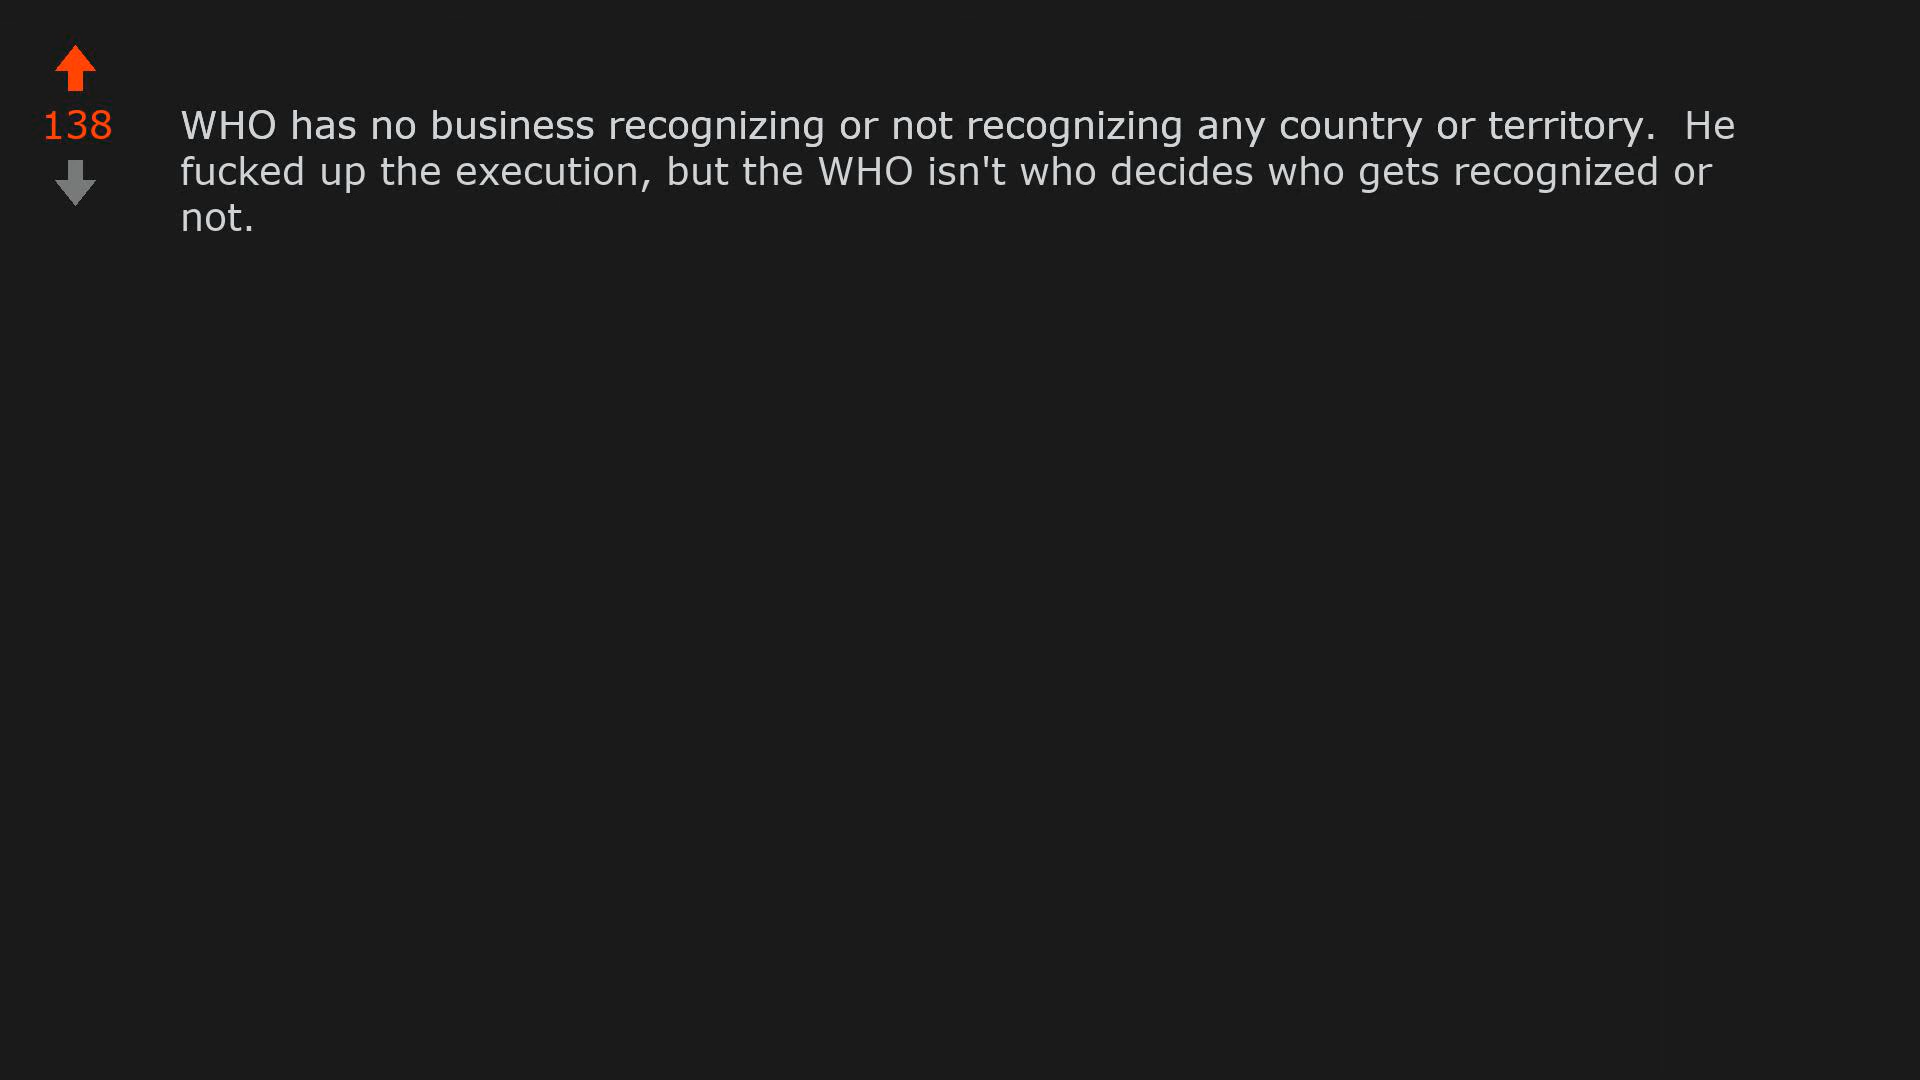 138
WHO has no business recognizing or not recognizing any country or territory.  He
fucked up the execution, but the WHO isn't who decides who gets recognized or
not.